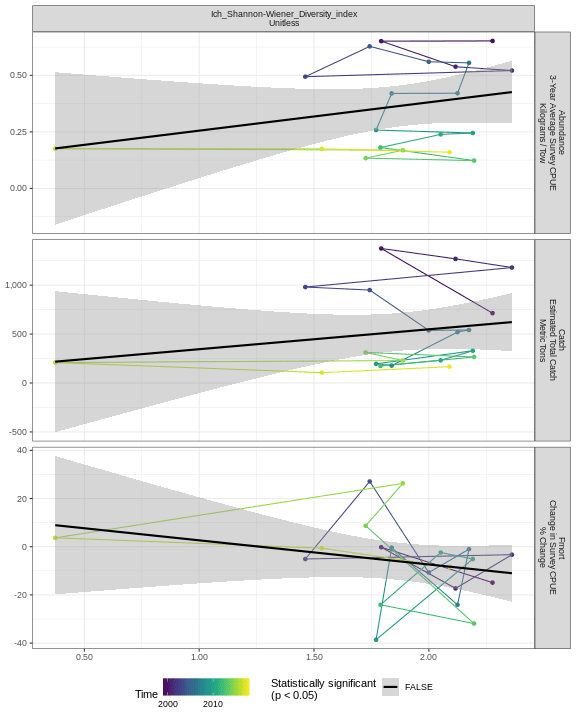 Ich_Shannon-Wiener_Diversity_index
Unitless
0.50
0.25
0.00
Abundance
3-Year Average Survey CPUE
Kilograms / Tow
1,000
500
0
-500
Catch
Estimated Total Catch
Metric Tons
40
20
0
-20
-40
Fmort
Change in Survey CPUE
% Change
0.50 1.00 1.50 2.00
Time
2000 2010
Statistically significant
(p < 0.05)
FALSE